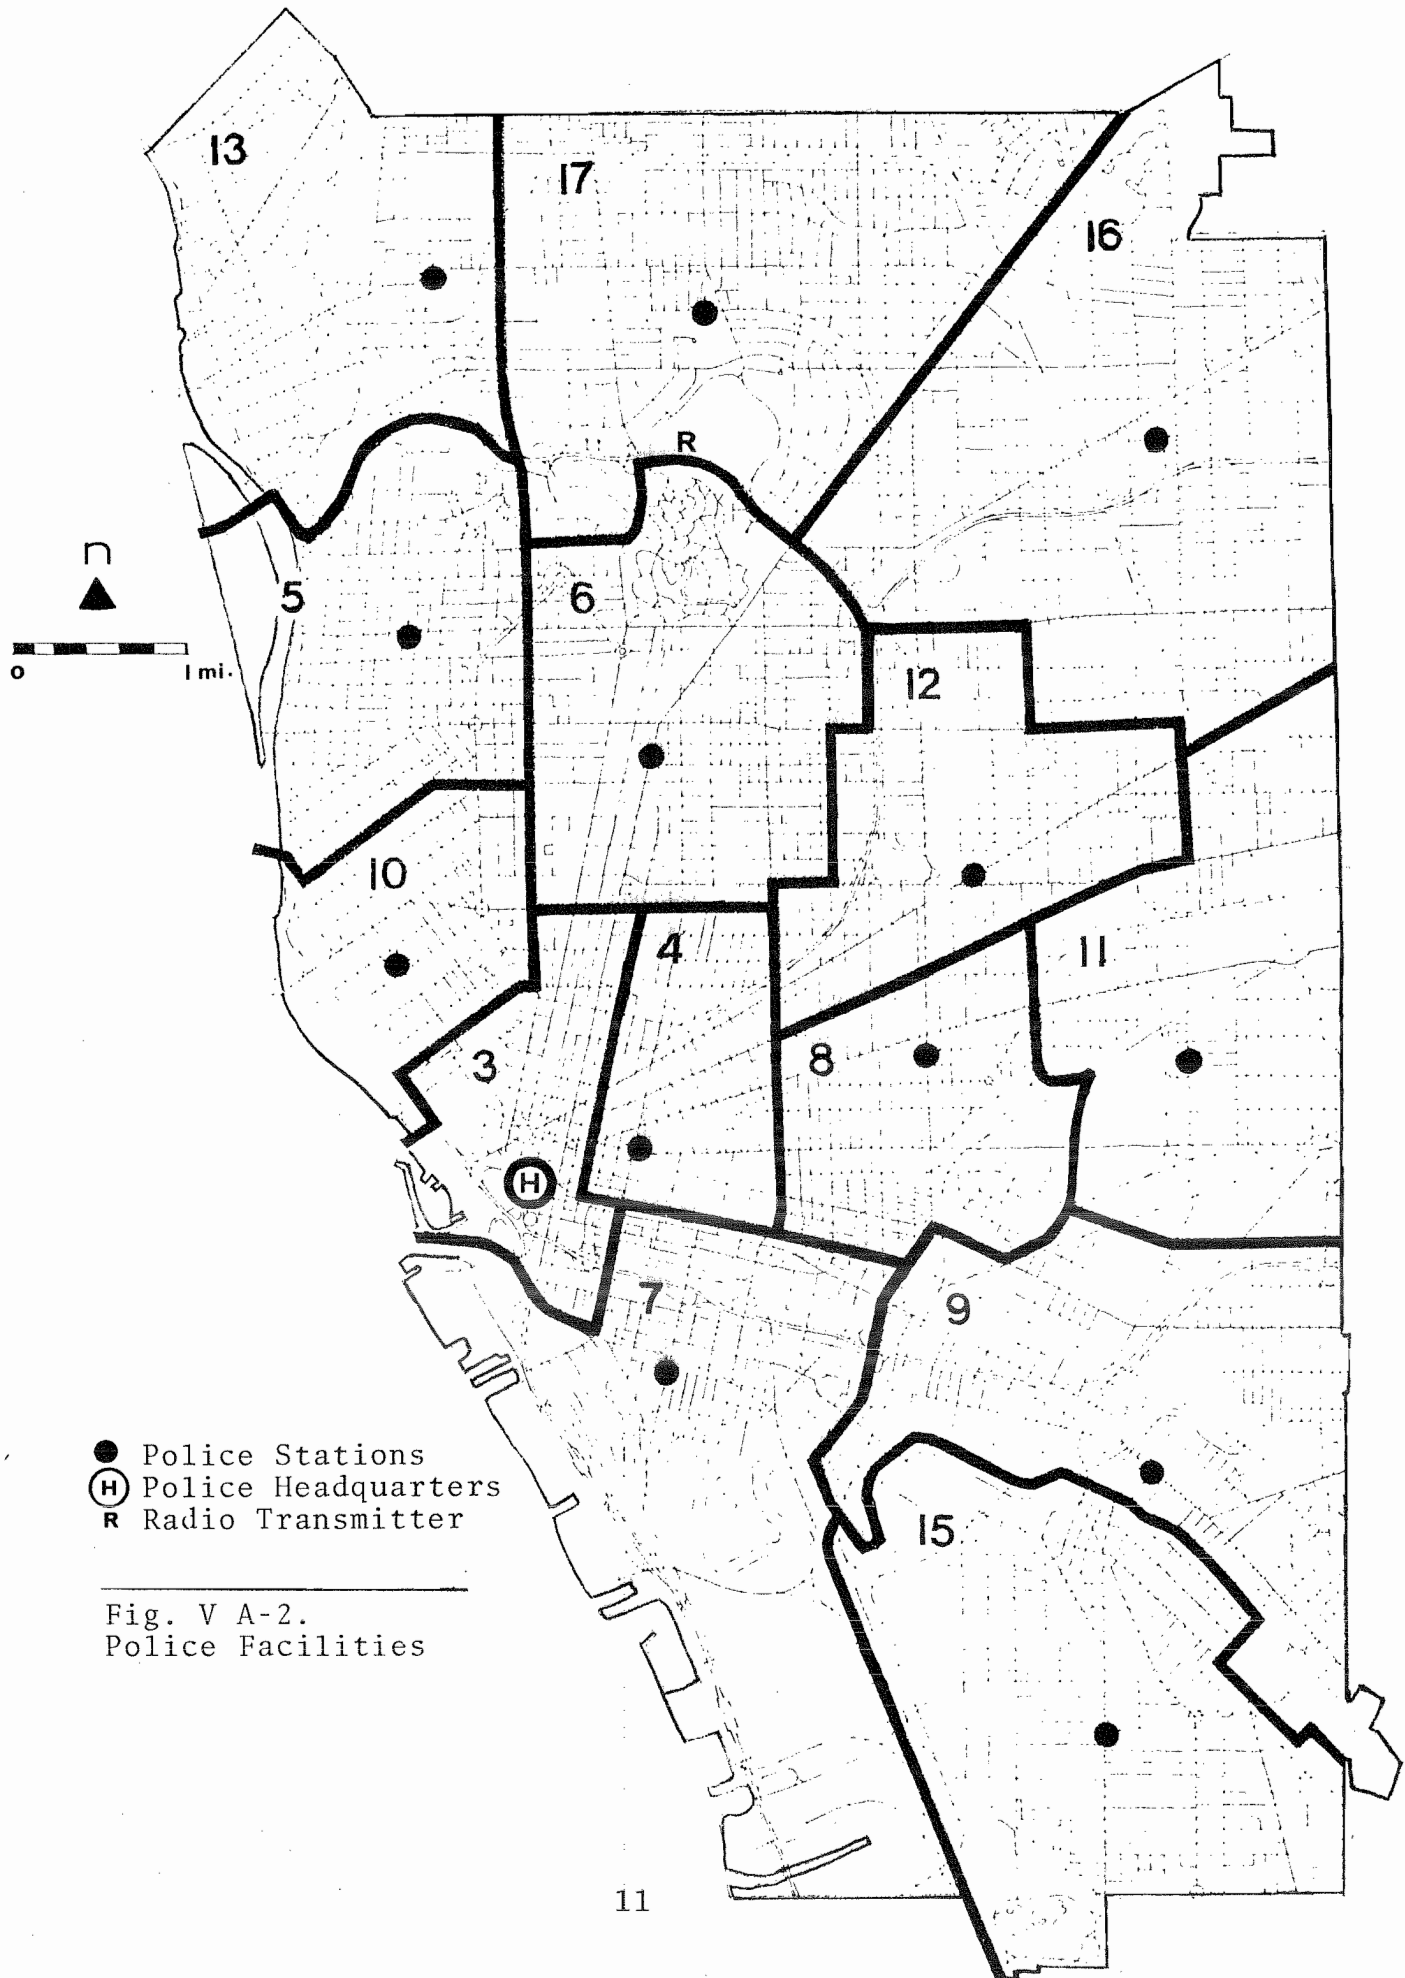 13
17
16
R
n
5
6
0 1 mi.
12
10
4
11
3
8
H
7
9
Police Stations
H Police Headquarters
R Radio Transmitter
15
Fig. V A-2.
Police Facilities
11